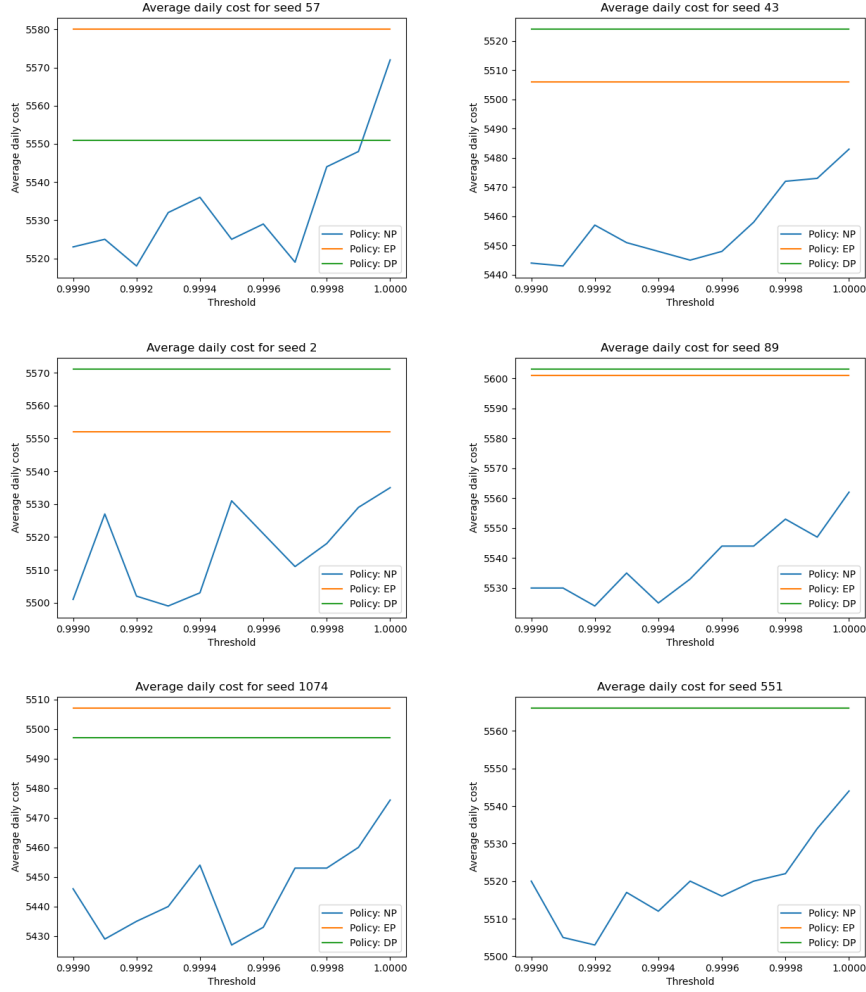 Average daily cost for seed 57
Average daily cost
5580
5570
5560
5550
5540
5530
5520
0.9990 0.9992 0.9994 0.9996 0.9998 1.0000
Threshold
Policy: NP
Policy: EP
Policy: DP
Average daily cost for seed 43
Average daily cost
5520
5510
5500
5490
5480
5470
5460
5450
5440
0.9990 0.9992 0.9994 0.9996 0.9998 1.0000
Threshold
Policy: NP
Policy: EP
Policy: DP
Average daily cost for seed 2
Average daily cost
5570
5560
5550
5540
5530
5520
5510
5500
0.9990 0.9992 0.9994 0.9996 0.9998 1.0000
Threshold
Policy: NP
Policy: EP
Policy: DP
Average daily cost for seed 89
Average daily cost
5600
5590
5580
5570
5560
5550
5540
5530
0.9990 0.9992 0.9994 0.9996 0.9998 1.0000
Threshold
Policy: NP
Policy: EP
Policy: DP
Average daily cost for seed 1074
Average daily cost
5510
5500
5490
5480
5470
5460
5450
5440
5430
0.9990 0.9992 0.9994 0.9996 0.9998 1.0000
Threshold
Policy: NP
Policy: EP
Policy: DP
Average daily cost for seed 551
Average daily cost
5560
5550
5540
5530
5520
5510
5500
0.9990 0.9992 0.9994 0.9996 0.9998 1.0000
Threshold
Policy: NP
Policy: EP
Policy: DP